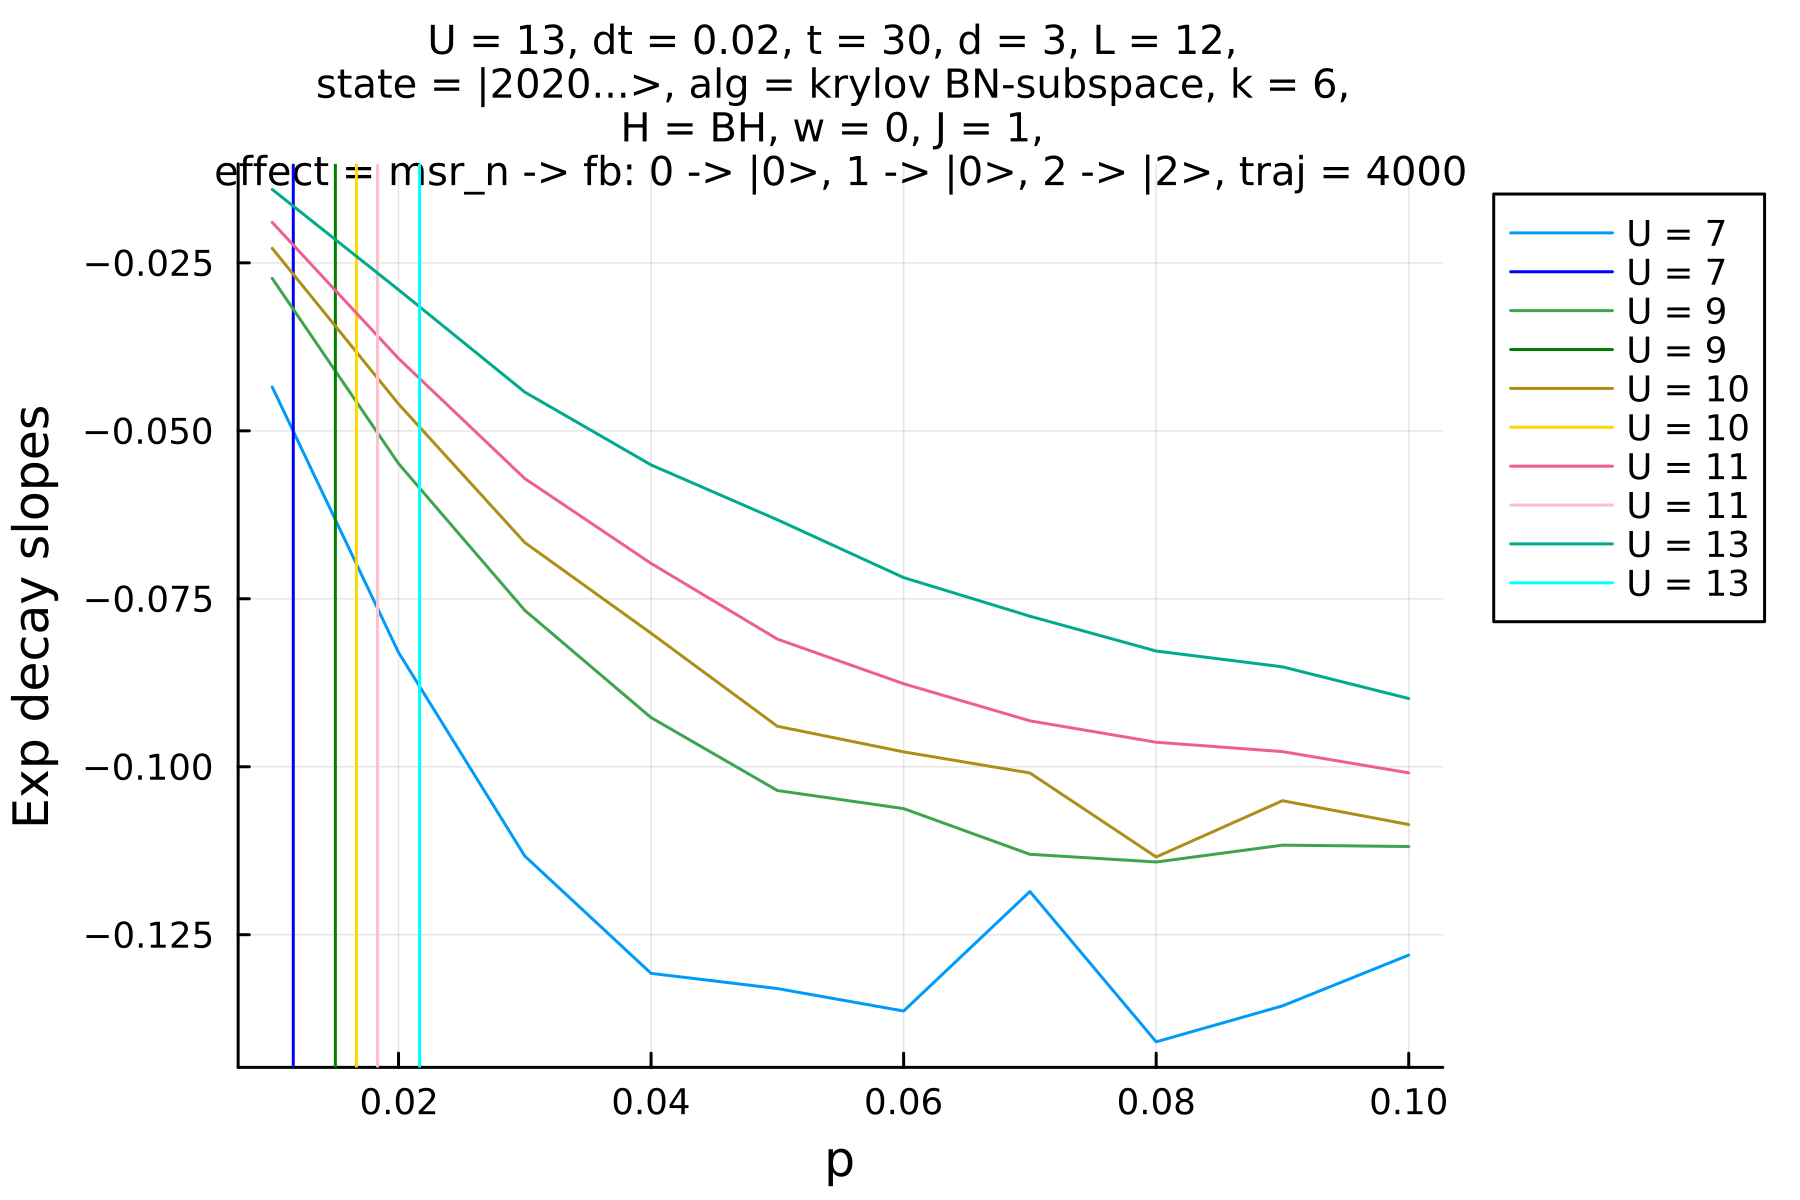 U = 13, dt = 0.02, t = 30, d = 3, L = 12,
state = |2020...>, alg = krylov BN-subspace, k = 6,
H = BH, w = 0, J = 1,
effect = msr_n -> fb: 0 -> |0>, 1 -> |0>, 2 -> |2>, traj = 4000
Exp decay slopes
−0.025
−0.050
−0.075
−0.100
−0.125
0.02 0.04 0.06 0.08 0.10
p
U = 7
U = 7
U = 9
U = 9
U = 10
U = 10
U = 11
U = 11
U = 13
U = 13